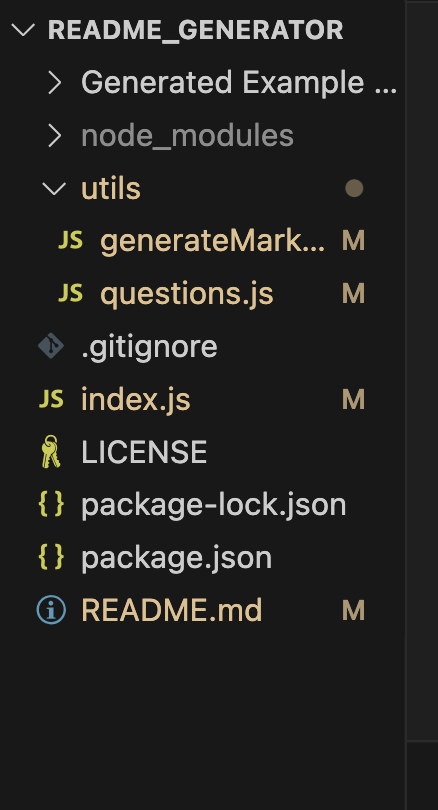 README_GENERATOR
Generated Example ...
node_modules
utils
JS generateMark... M
JS questions.js M
.gitignore
JS index.js M
LICENSE
{} package-lock.json
{} package.json
README.md M